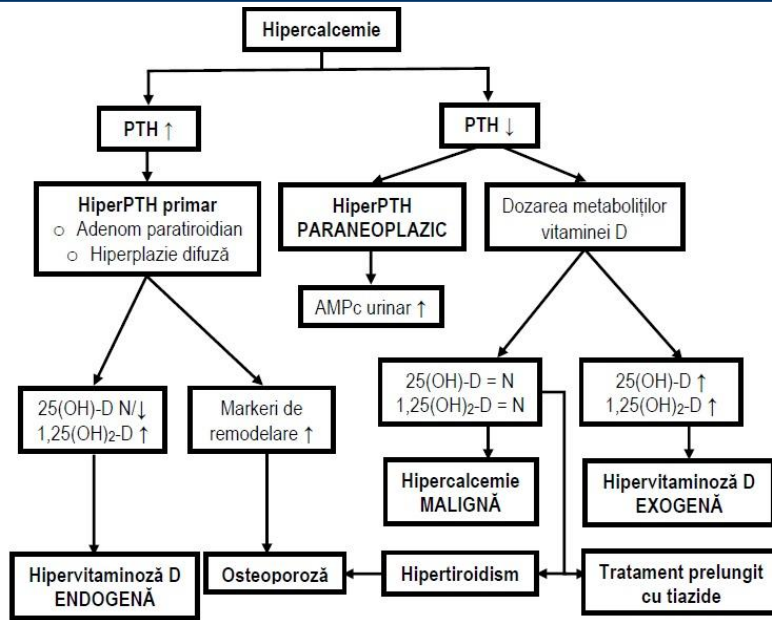 Hipercalcemie
PTH ↑
PTH ↓
HiperPTH primar
○ Adenom paratiroidian
○ Hiperplazie difuză
HiperPTH
PARANEOPLAZIC
Dozarea metaboliților
vitaminei D
AMPc urinar ↑
25(OH)-D N/↓
1,25(OH)₂-D ↑
Markeri de
remodelare ↑
25(OH)-D = N
1,25(OH)₂-D = N
25(OH)-D ↑
1,25(OH)₂-D ↑
Hipercalcemie
MALIGNĂ
Hipervitaminoză D
EXOGENĂ
Hipervitaminoză D
ENDOGENĂ
Osteoporoză
Hipertiroidism
Tratament prelungit
cu tiazide